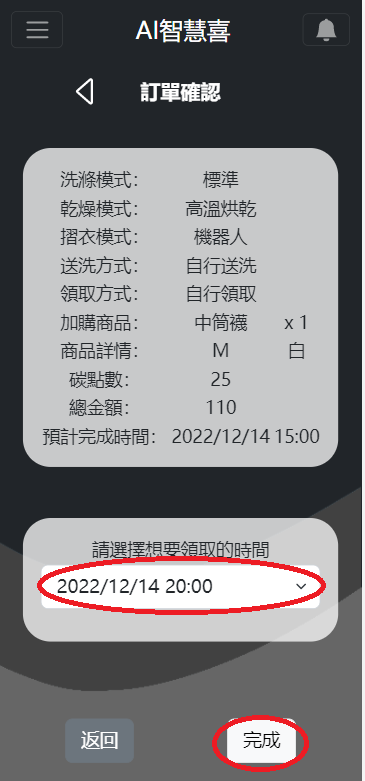 AI智慧喜
訂單確認
洗滌模式： 標準
乾燥模式： 高溫烘乾
摺衣模式： 機器人
送洗方式： 自行送洗
領取方式： 自行領取
加購商品： 中筒襪 x 1
商品詳情： M 白
碳點數： 25
總金額： 110
預計完成時間： 2022/12/14 15:00
請選擇想要領取的時間
2022/12/14 20:00
返回 完成